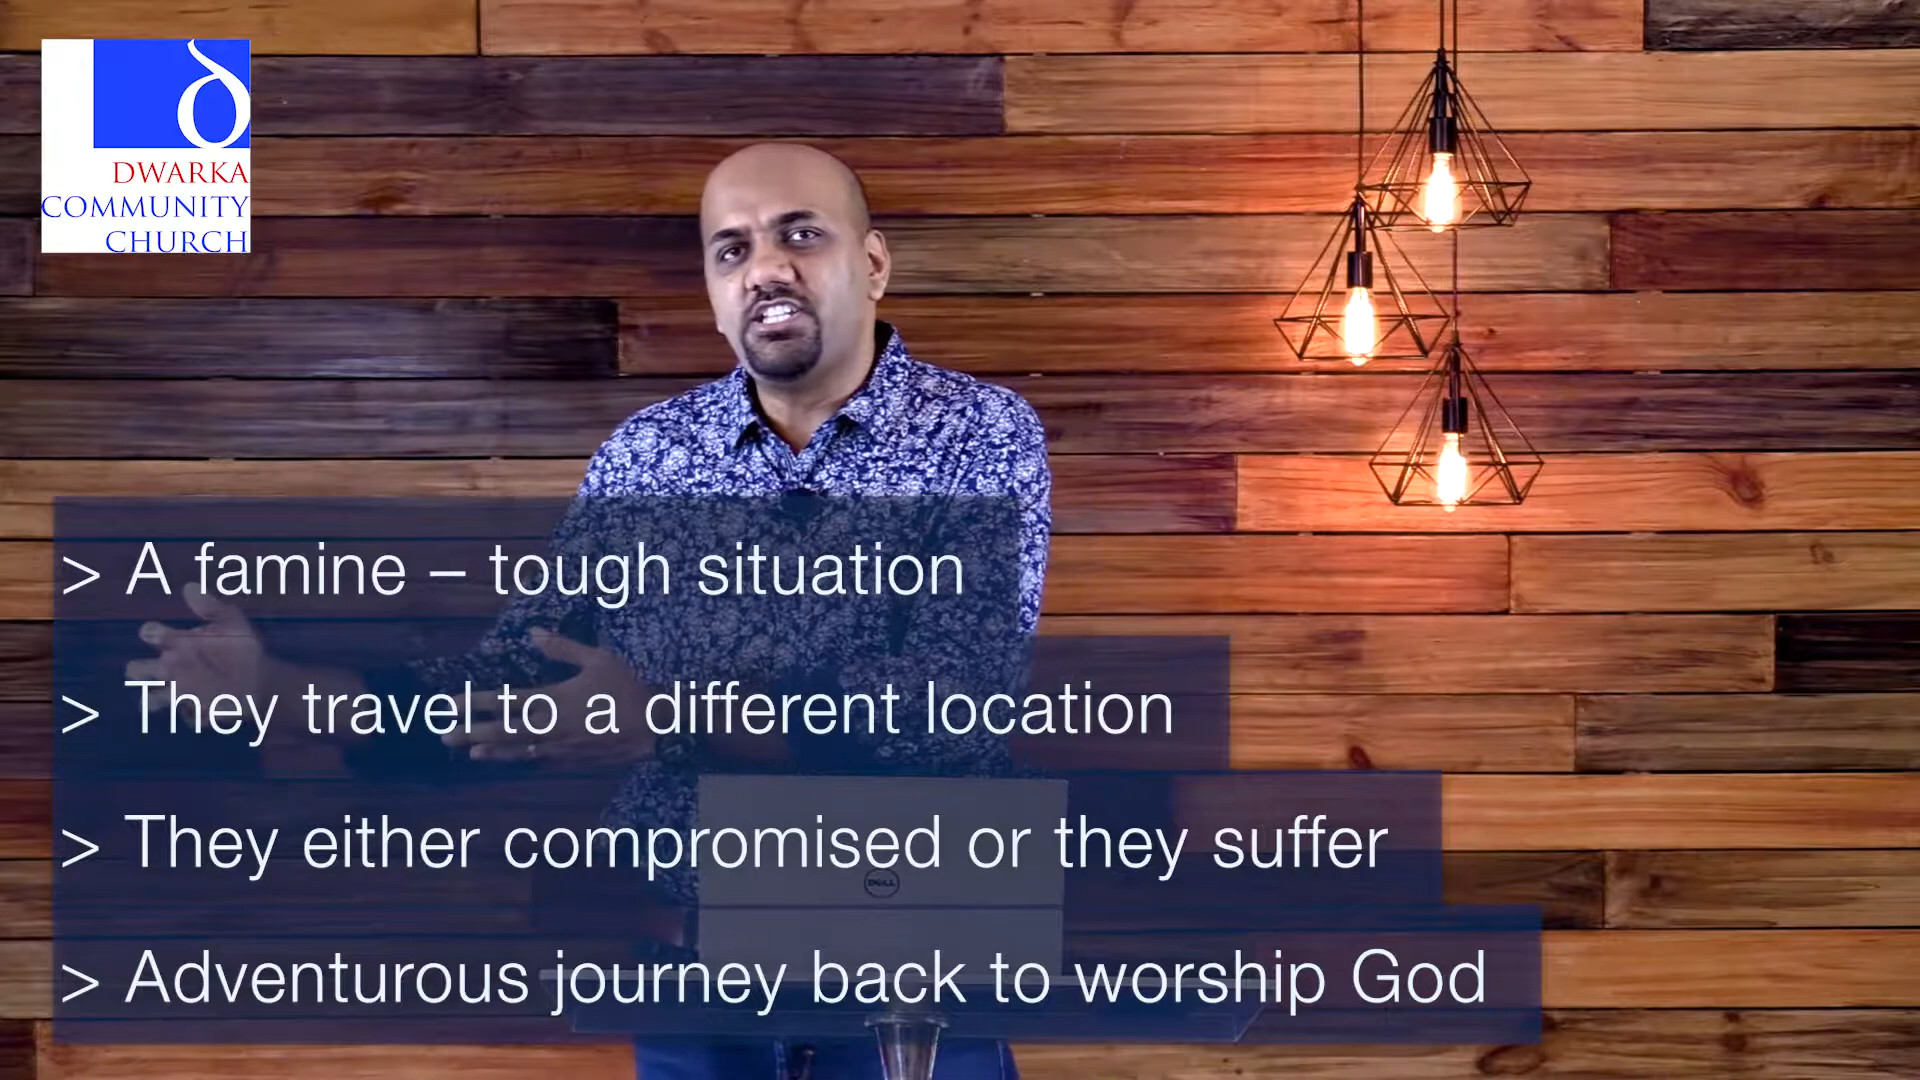 DWARKA
COMMUNITY
CHURCH
> A famine – tough situation
> They travel to a different location
> They either compromised or they suffer
DELL
> Adventurous journey back to worship God